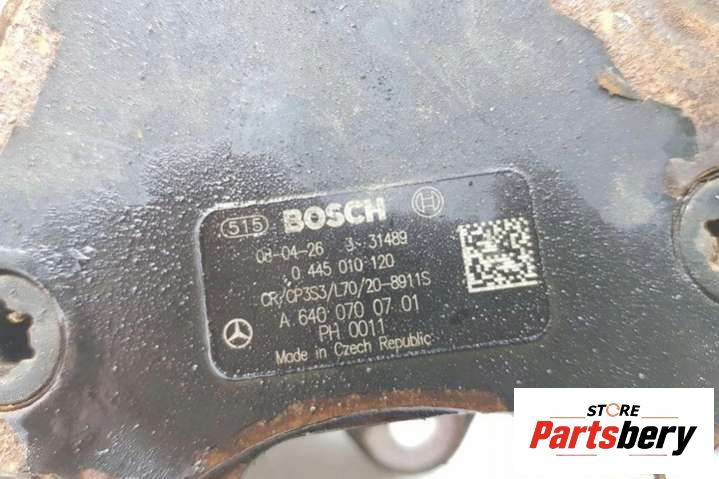 515 BOSCH
08-04-26 3 31489
0 445 010 120
CR/CP3S3/L70/20-8911S
A 640 070 07 01
PH 0011
Made in Czech Republic
STORE
Partsbery